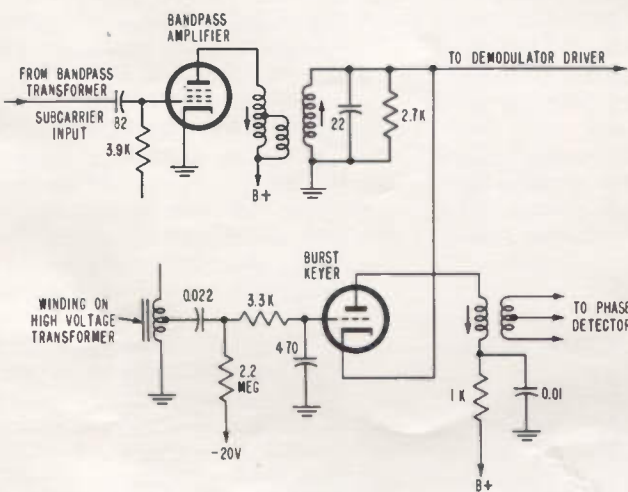 BANDPASS
AMPLIFIER
TO DEMODULATOR DRIVER
FROM BANDPASS
TRANSFORMER
SUBCARRIER
INPUT
82
3.9K
22
2.7K
B+
BURST
KEYER
WINDING ON
HIGH VOLTAGE
TRANSFORMER
0.022
3.3K
470
2.2
MEG
-20V
TO PHASE
DETECTOR
1K
0.01
B+